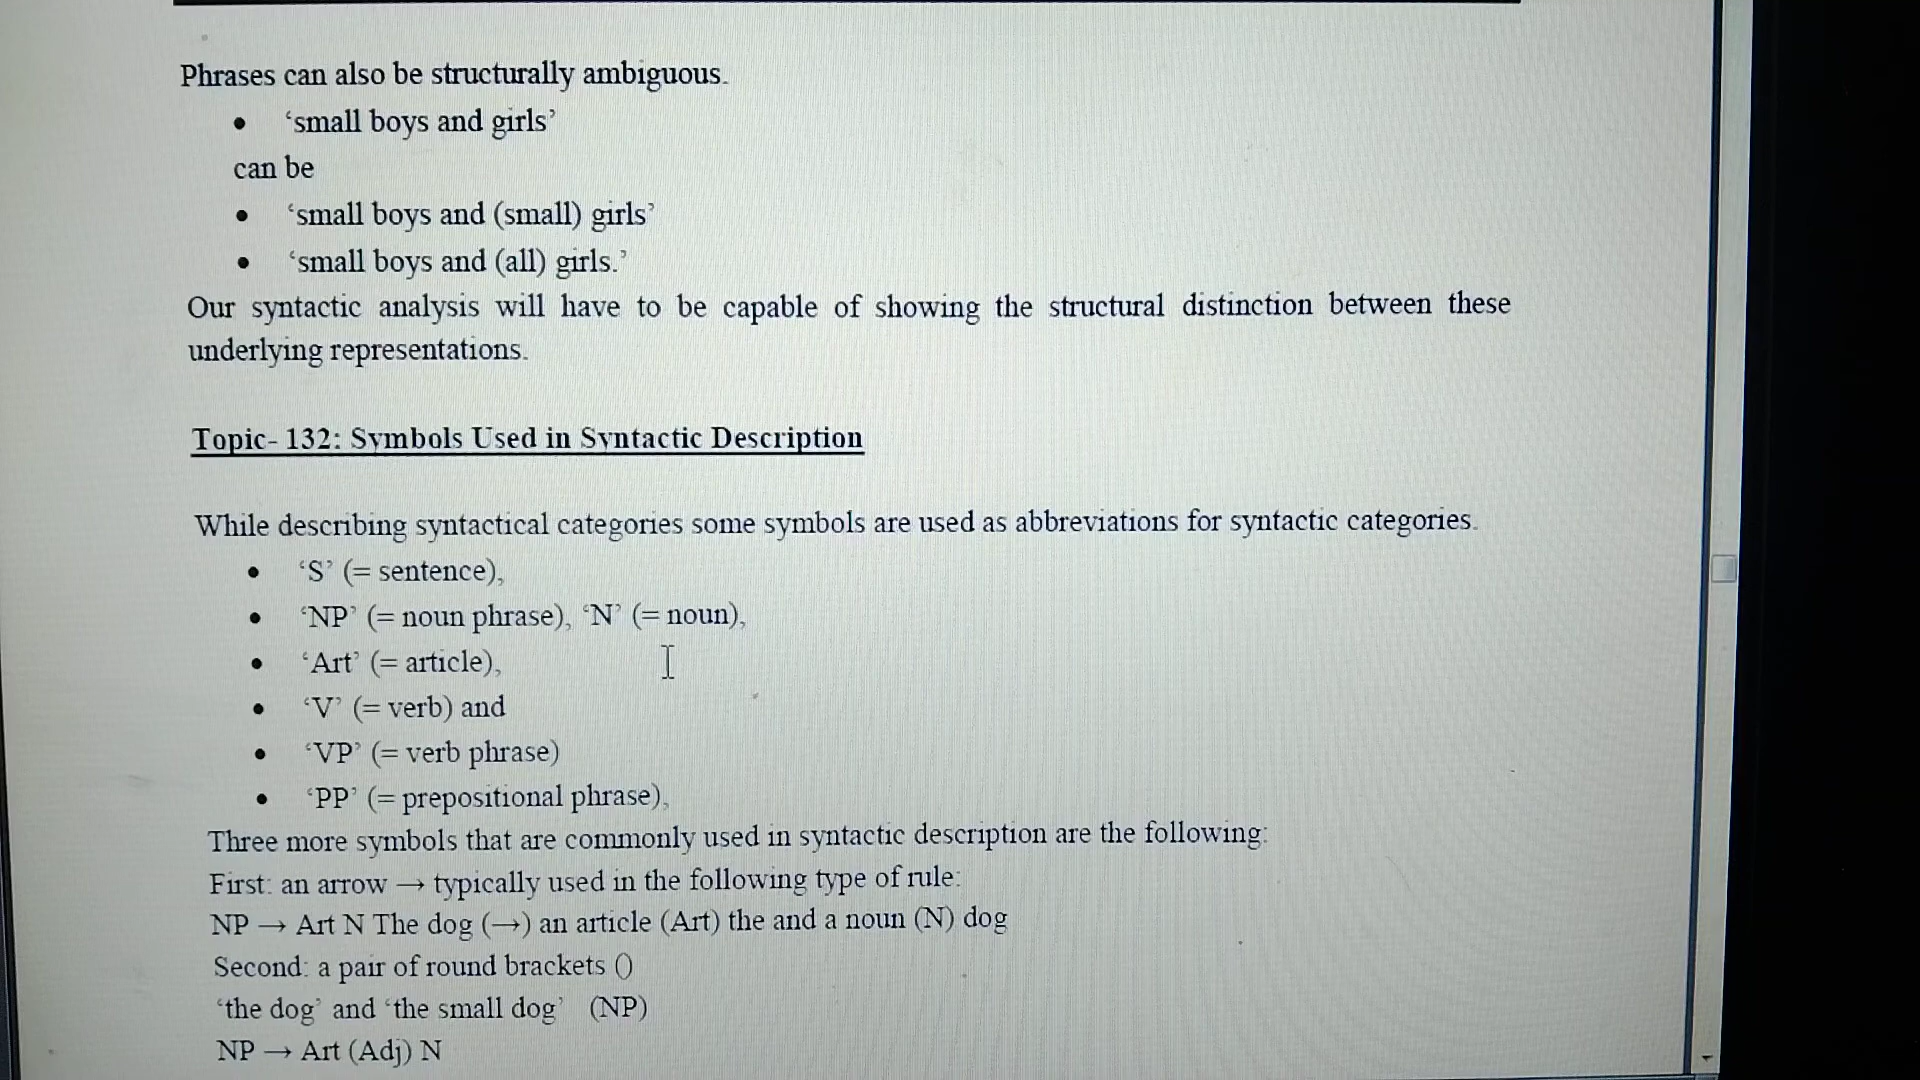 Phrases can also be structurally ambiguous.
• ‘small boys and girls’
can be
• ‘small boys and (small) girls’
• ‘small boys and (all) girls.’
Our syntactic analysis will have to be capable of showing the structural distinction between these
underlying representations.
Topic- 132: Symbols Used in Syntactic Description
While describing syntactical categories some symbols are used as abbreviations for syntactic categories.
• ‘S’ (= sentence),
• ‘NP’ (= noun phrase), ‘N’ (= noun),
• ‘Art’ (= article),
• ‘V’ (= verb) and
• ‘VP’ (= verb phrase)
• ‘PP’ (= prepositional phrase),
Three more symbols that are commonly used in syntactic description are the following:
First: an arrow → typically used in the following type of rule:
NP → Art N The dog (→) an article (Art) the and a noun (N) dog
Second: a pair of round brackets ()
‘the dog’ and ‘the small dog’ (NP)
NP → Art (Adj) N